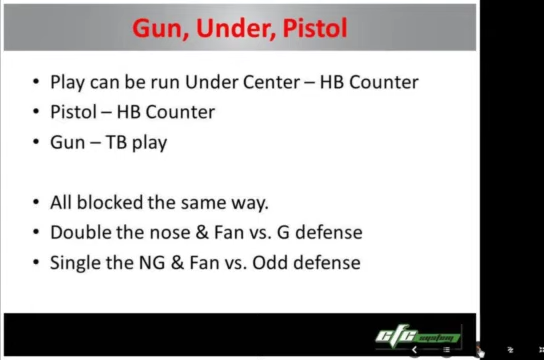 Gun, Under, Pistol
• Play can be run Under Center – HB Counter
• Pistol – HB Counter
• Gun – TB play
• All blocked the same way.
• Double the nose & Fan vs. G defense
• Single the NG & Fan vs. Odd defense
cfc